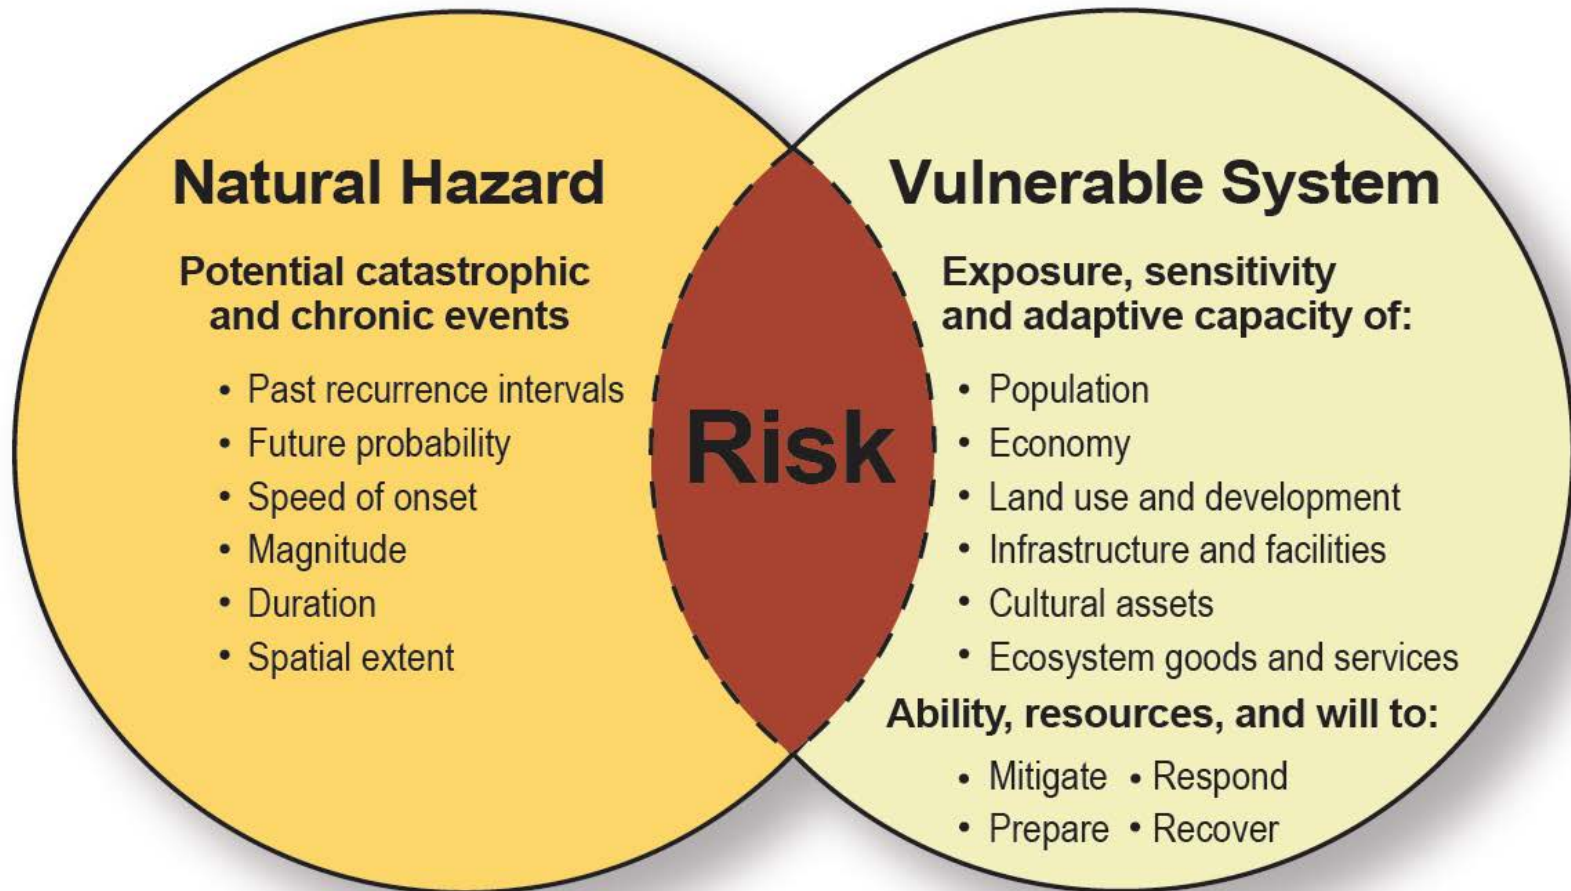 Natural Hazard
Potential catastrophic
and chronic events
• Past recurrence intervals
• Future probability
• Speed of onset
• Magnitude
• Duration
• Spatial extent
Risk
Vulnerable System
Exposure, sensitivity
and adaptive capacity of:
• Population
• Economy
• Land use and development
• Infrastructure and facilities
• Cultural assets
• Ecosystem goods and services
Ability, resources, and will to:
• Mitigate • Respond
• Prepare • Recover